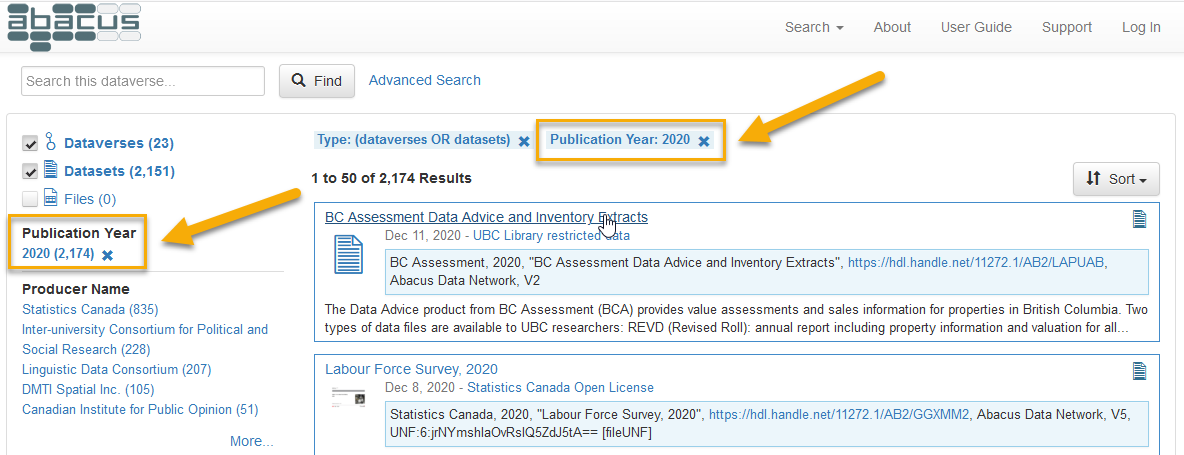 abacus
Search About User Guide Support Log In
Search this dataverse... Find Advanced Search
Dataverses (23)
Datasets (2,151)
Files (0)
Publication Year
2020 (2,174)
Producer Name
Statistics Canada (835)
Inter-university Consortium for Political and
Social Research (228)
Linguistic Data Consortium (207)
DMTI Spatial Inc. (105)
Canadian Institute for Public Opinion (51)
More...
Type: (dataverses OR datasets) Publication Year: 2020
1 to 50 of 2,174 Results
Sort
BC Assessment Data Advice and Inventory Extracts
Dec 11, 2020 - UBC Library restricted data
BC Assessment, 2020, "BC Assessment Data Advice and Inventory Extracts", https://hdl.handle.net/11272.1/AB2/LAPUAB,
Abacus Data Network, V2
The Data Advice product from BC Assessment (BCA) provides value assessments and sales information for properties in British Columbia. Two
types of data files are available to UBC researchers: REVD (Revised Roll): annual report including property information and valuation for all...
Labour Force Survey, 2020
Dec 8, 2020 - Statistics Canada Open License
Statistics Canada, 2020, "Labour Force Survey, 2020", https://hdl.handle.net/11272.1/AB2/GGXMM2, Abacus Data Network, V5,
UNF:6:jrNYmshlaOvRslQ5ZdJ5tA== [fileUNF]